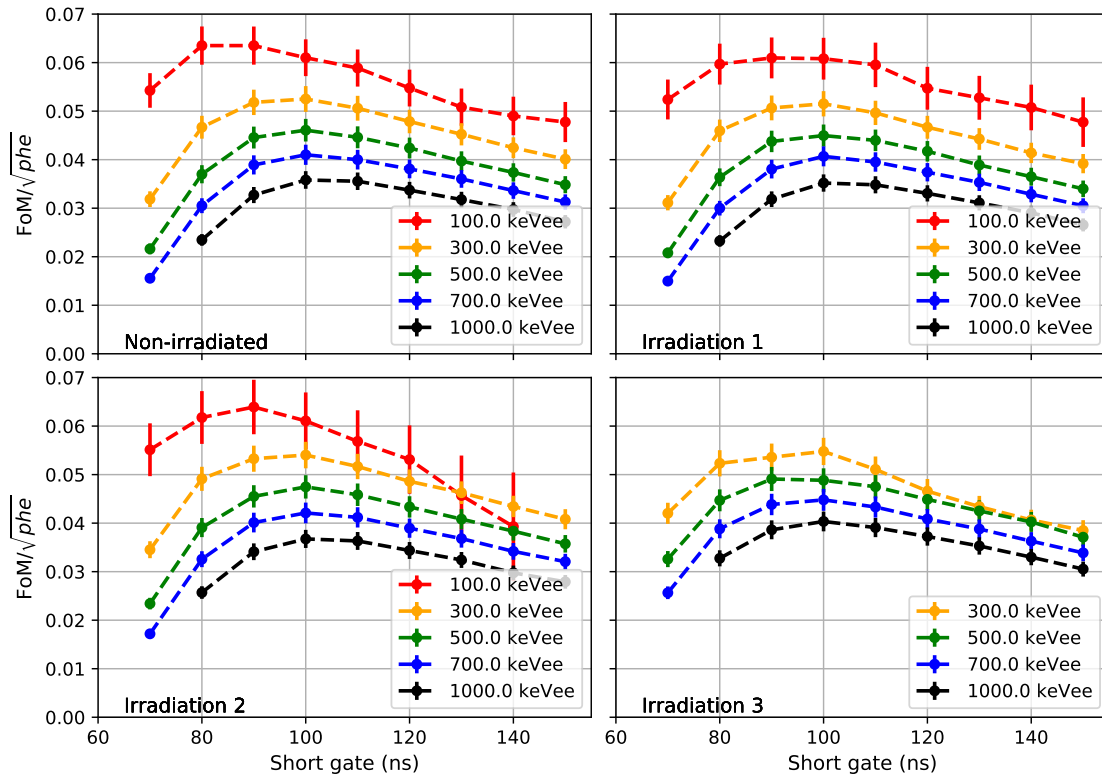 0.07
0.06
0.05
0.04
0.03
0.02
0.01
0.00
FoM√phe
100.0 keVee
300.0 keVee
500.0 keVee
700.0 keVee
1000.0 keVee
Non-irradiated
100.0 keVee
300.0 keVee
500.0 keVee
700.0 keVee
1000.0 keVee
Irradiation 1
0.07
0.06
0.05
0.04
0.03
0.02
0.01
0.00
FoM√phe
100.0 keVee
300.0 keVee
500.0 keVee
700.0 keVee
1000.0 keVee
Irradiation 2
60 80 100 120 140
Short gate (ns)
300.0 keVee
500.0 keVee
700.0 keVee
1000.0 keVee
Irradiation 3
60 80 100 120 140
Short gate (ns)